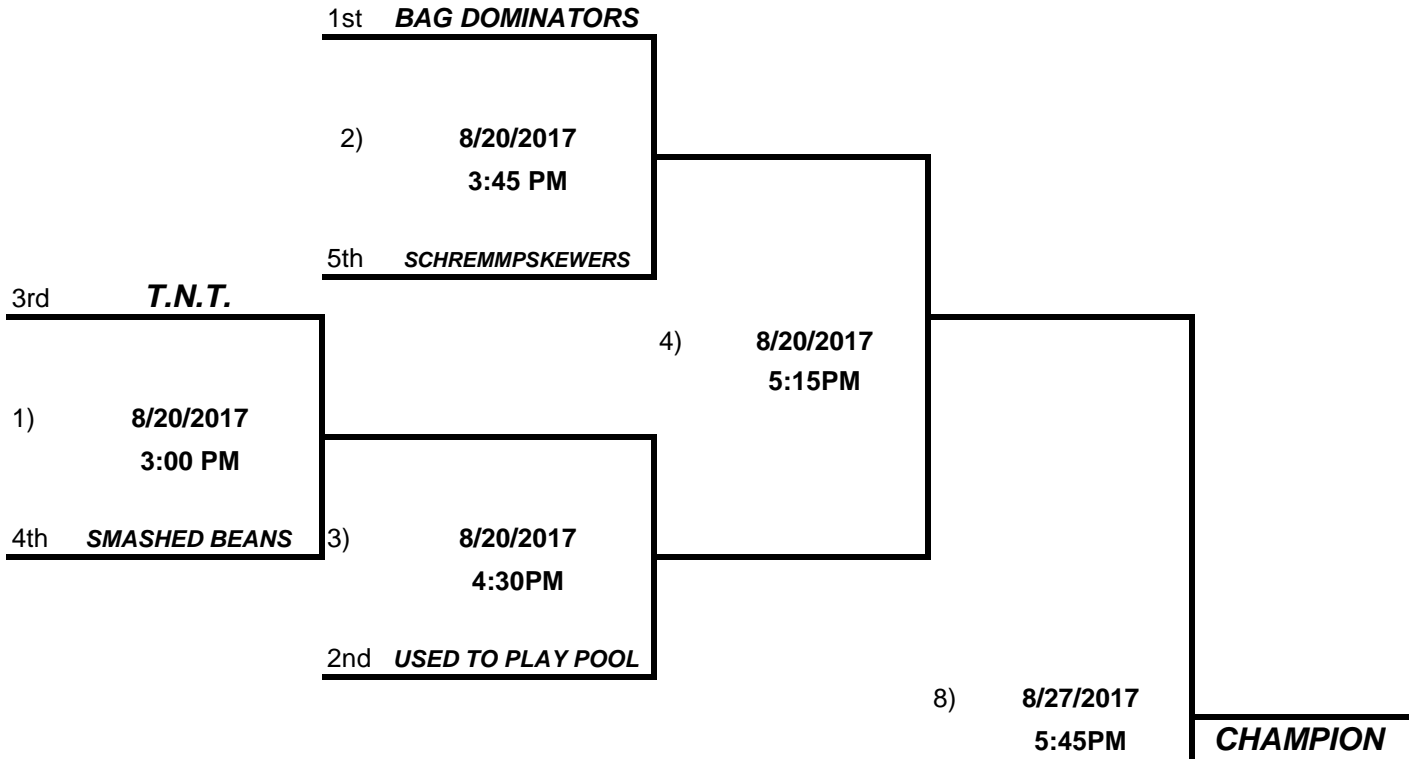 1st BAG DOMINATORS
2) 8/20/2017
3:45 PM
5th SCHREMMPSKEWERS
3rd T.N.T.
4) 8/20/2017
5:15PM
1) 8/20/2017
3:00 PM
4th SMASHED BEANS
3) 8/20/2017
4:30PM
2nd USED TO PLAY POOL
8) 8/27/2017
5:45PM
CHAMPION